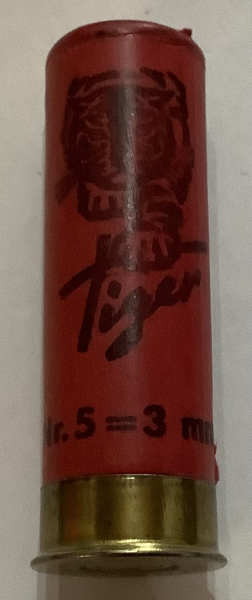 Tiger
Nr. 5 = 3 mm